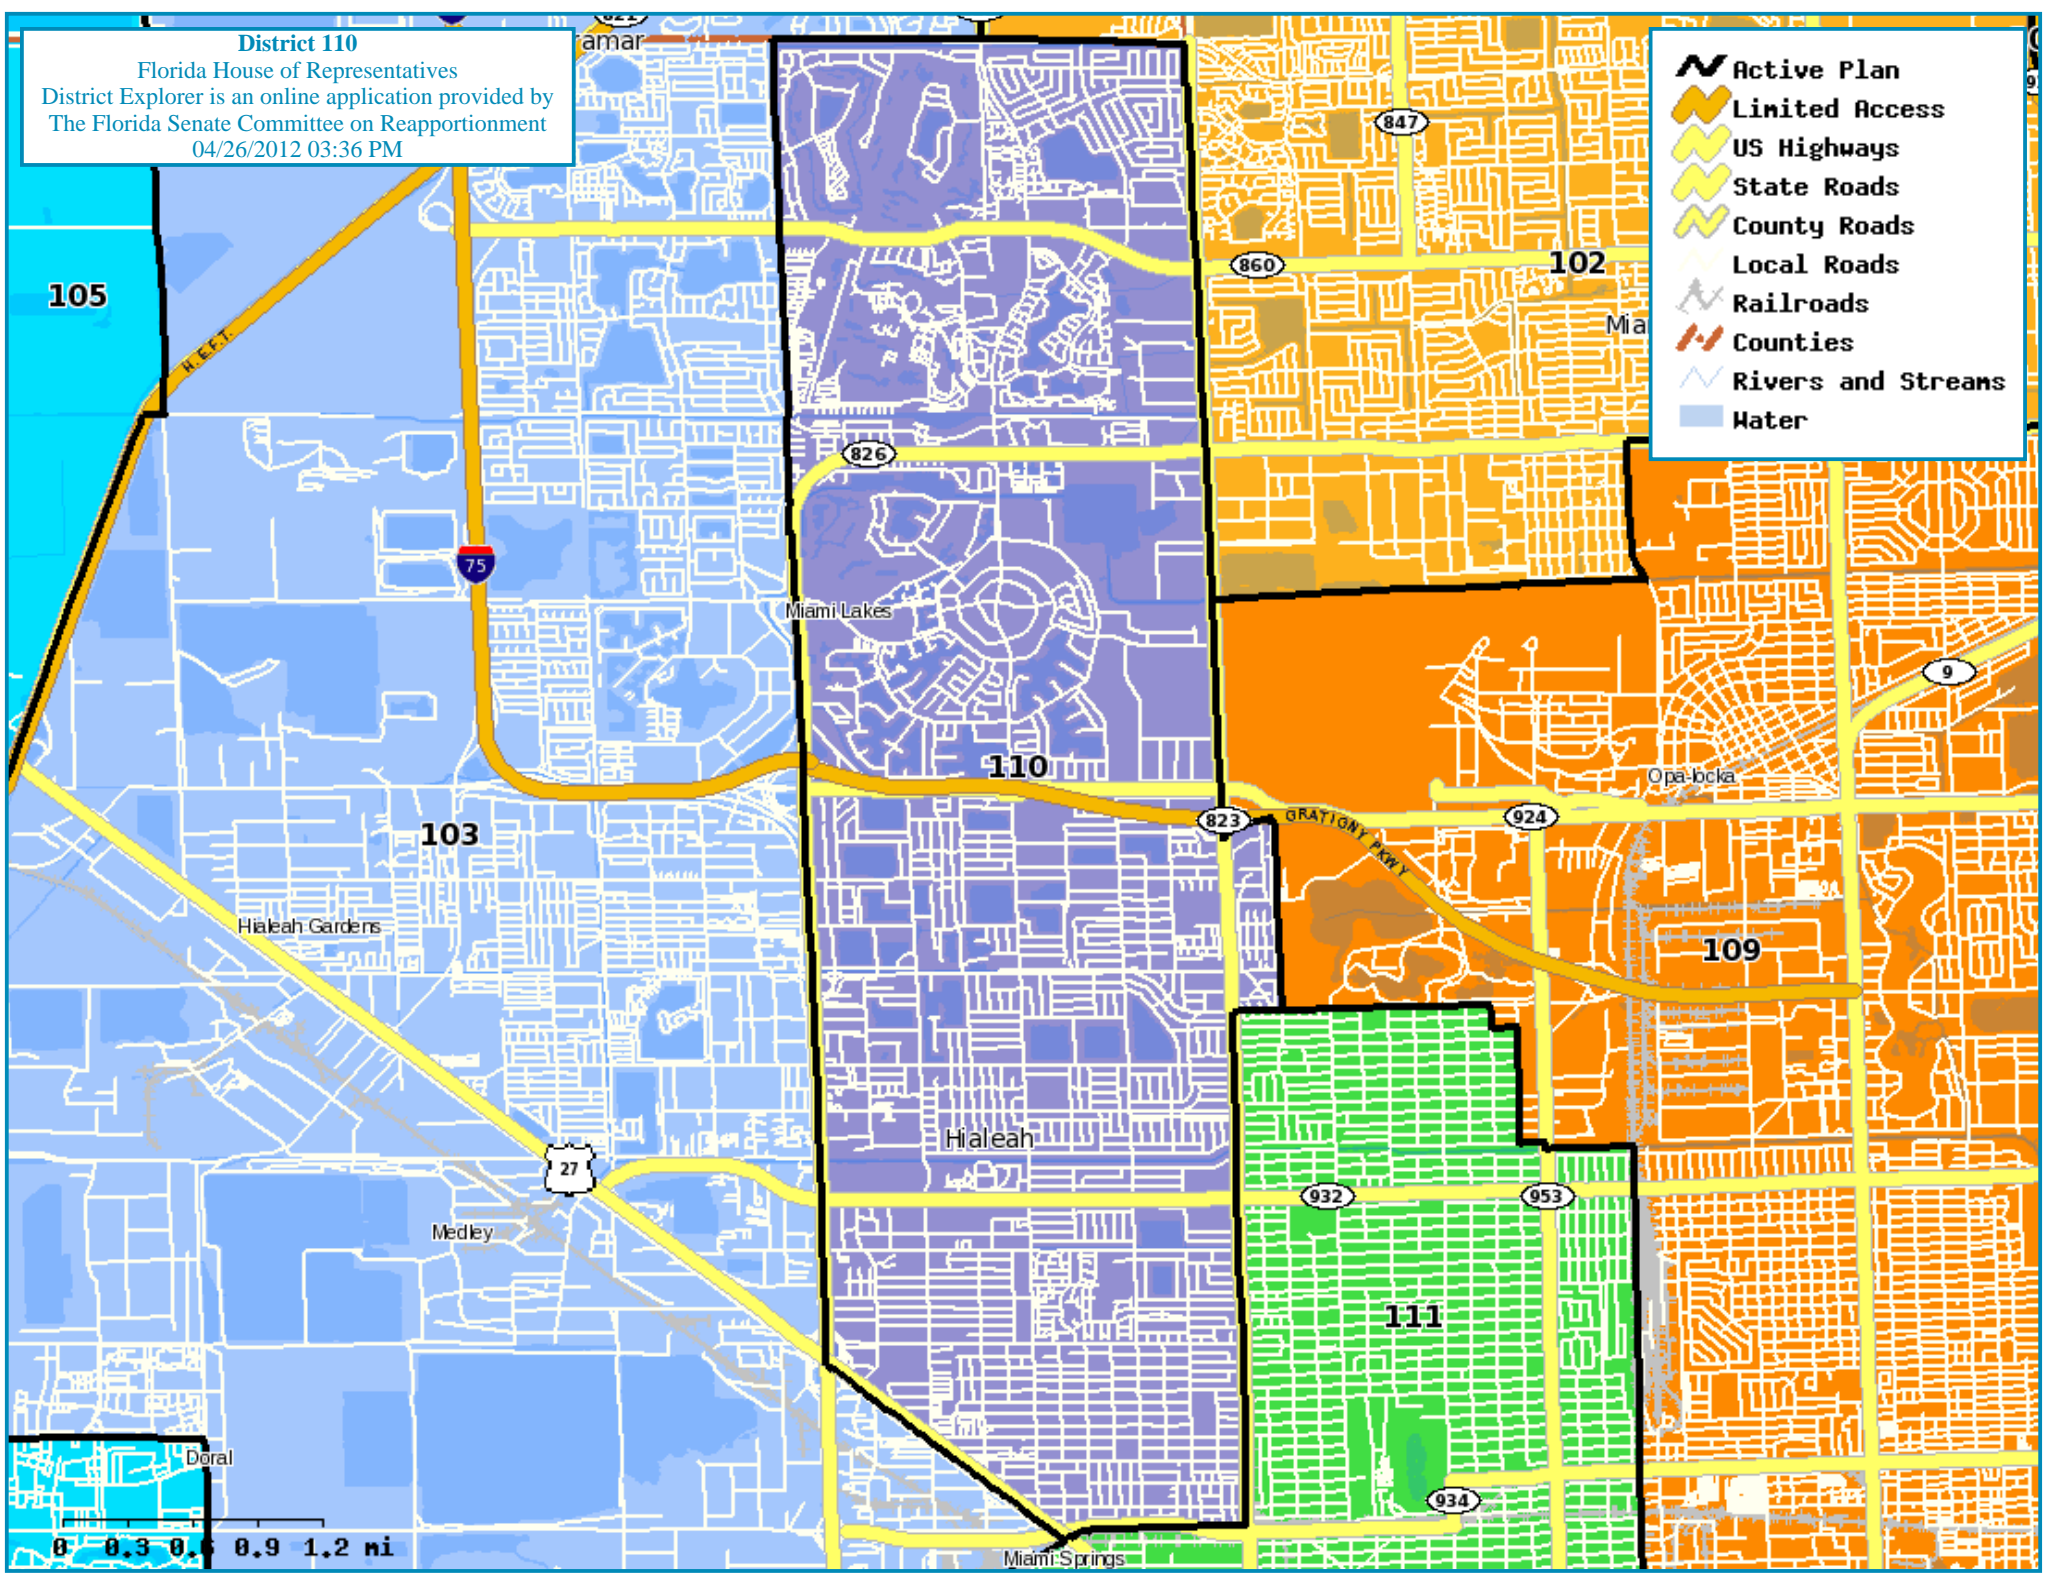 District 110
Florida House of Representatives
District Explorer is an online application provided by
The Florida Senate Committee on Reapportionment
04/26/2012 03:36 PM
821
ramar
Active Plan
Limited Access
US Highways
State Roads
County Roads
Local Roads
Railroads
Counties
Rivers and Streams
Water
847
860
102
105
H.E.F.T.
Mia
826
75
Miami Lakes
9
110
Opa-locka
823
GRATIGNY PKWY
924
103
Hialeah Gardens
109
Hialeah
27
932
953
Medley
111
Doral
934
0 0.3 0.6 0.9 1.2 mi
Miami Springs